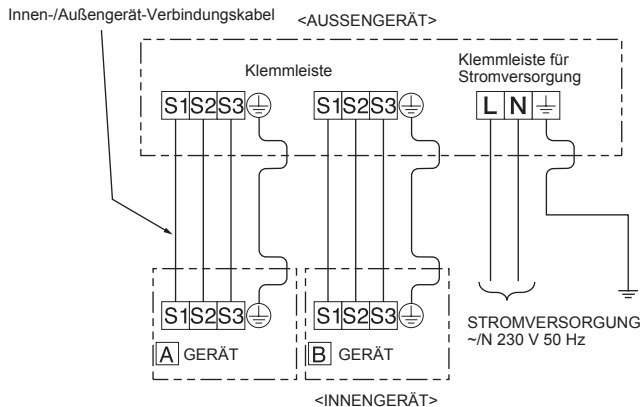 Innen-/Außengerät-Verbindungskabel
<AUSSENGERÄT>
Klemmleiste
Klemmleiste für
Stromversorgung
S1 S2 S3
S1 S2 S3
L N
S1 S2 S3
S1 S2 S3
A GERÄT
B GERÄT
STROMVERSORGUNG
~/N 230 V 50 Hz
<INNENGERÄT>